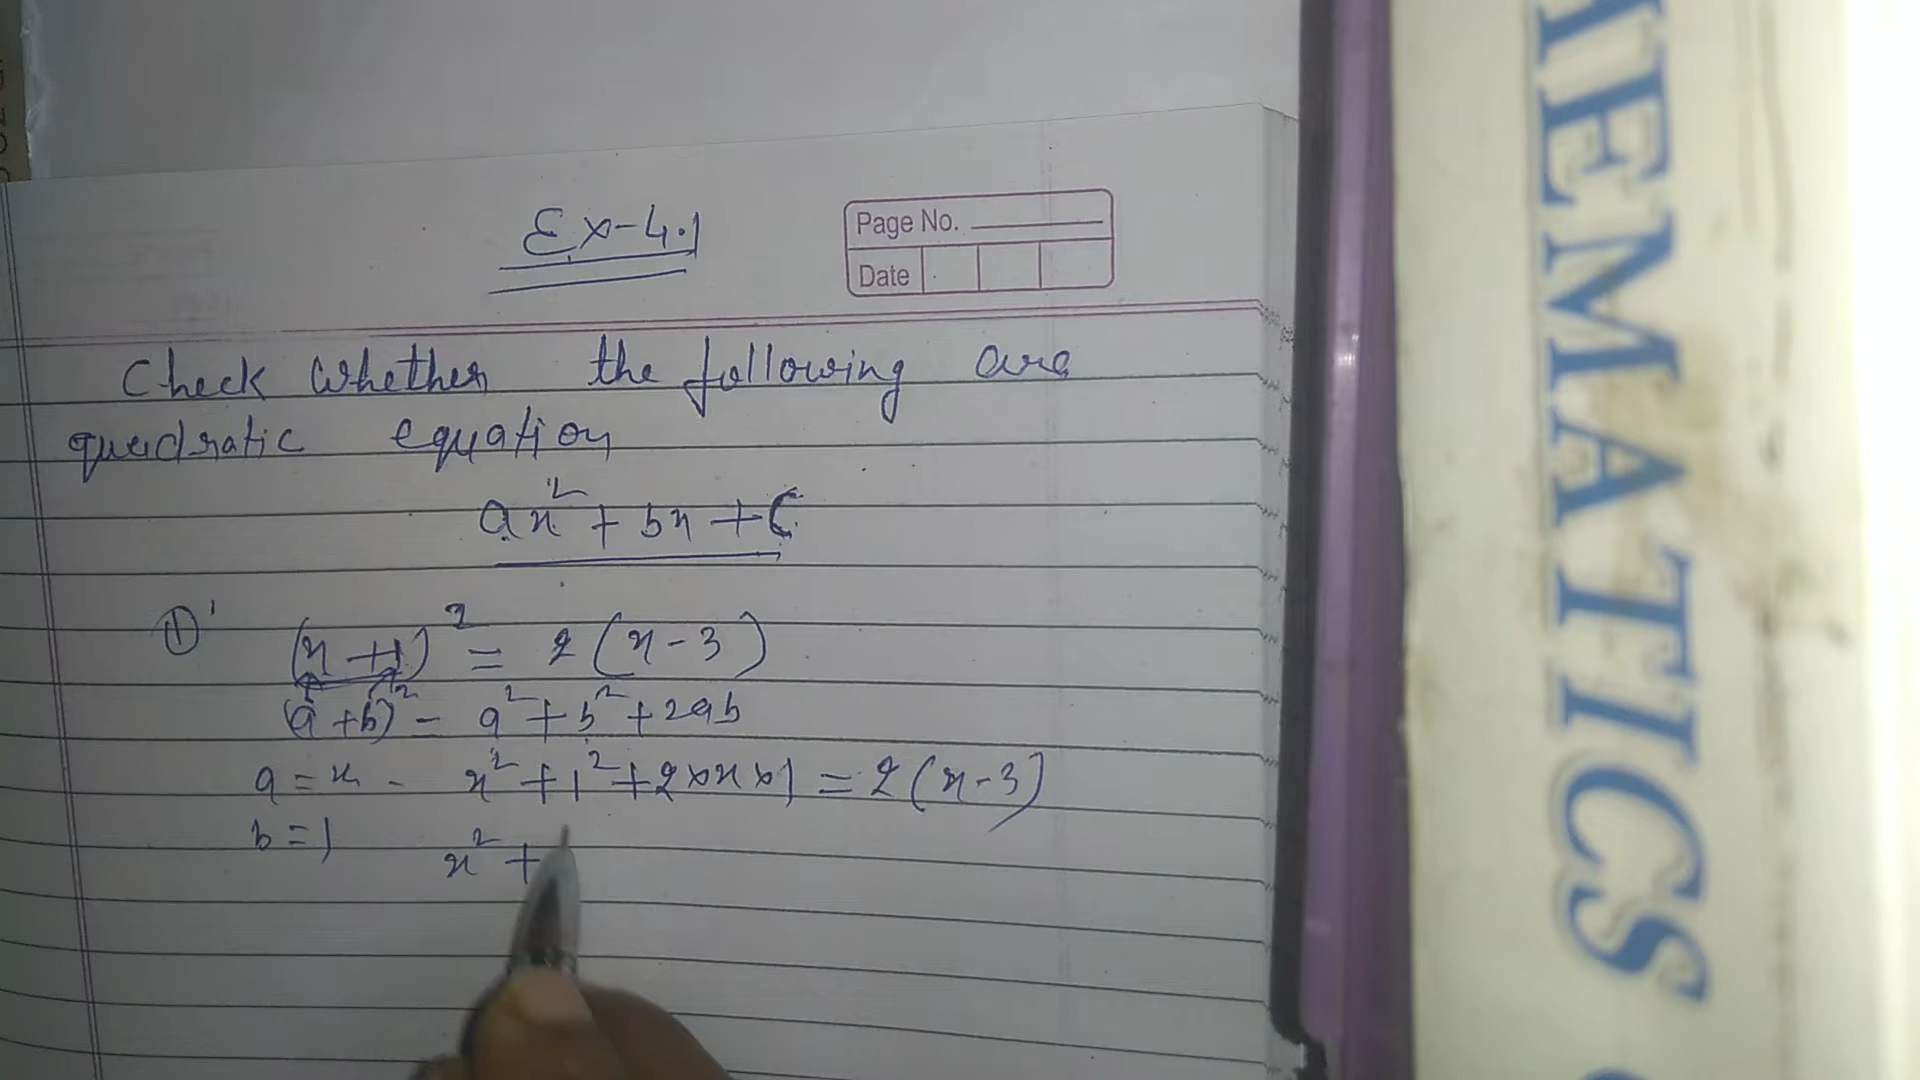 Ex-4.1
Page No.
Date
Check whether the following are
quadratic equation
ax² + bx + c
① (x + 1)² = 2 (x - 3)
(a + b)² - a² + b² + 2ab
a = x - x² + 1² + 2 × x × 1 = 2 (x - 3)
b = 1 x² +
HEMATICS